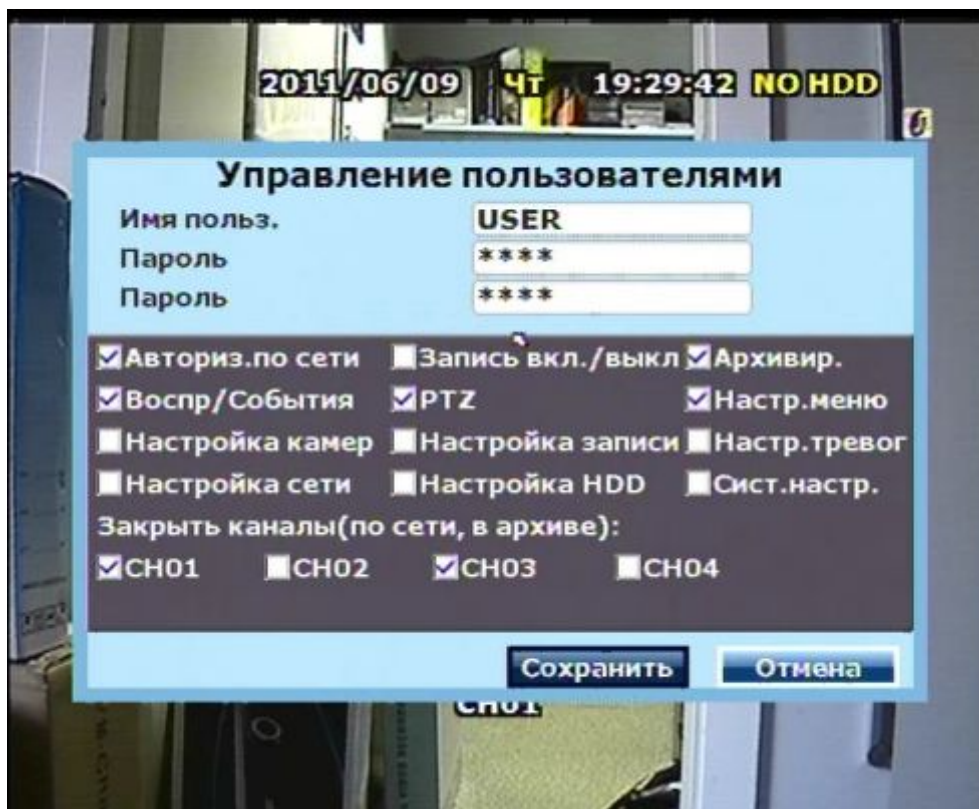 2011/06/09 Чт 19:29:42 NO HDD
Управление пользователями
Имя польз. USER
Пароль ****
Пароль ****
Авториз.по сети Запись вкл./выкл Архивир.
Воспр/События PTZ Настр.меню
Настройка камер Настройка записи Настр.тревог
Настройка сети Настройка HDD Сист.настр.
Закрыть каналы(по сети, в архиве):
CH01 CH02 CH03 CH04
Сохранить Отмена
CH01